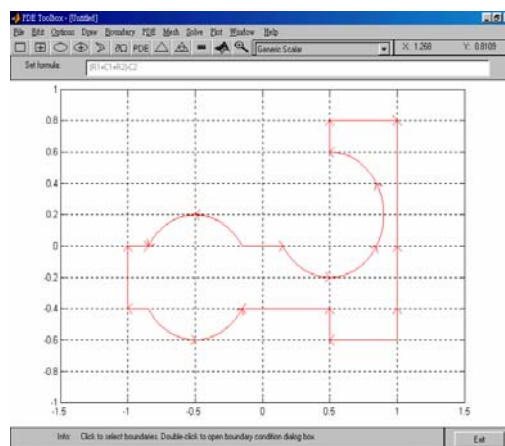 PDE Toolbox - [Untitled]
File Edit Options Draw Boundary PDE Mesh Solve Plot Window Help
∂Ω PDE Generic Scalar X: 1.268 Y: 0.8109
Set formula: (R1+C1+R2)-C2
1
0.8
0.6
0.4
0.2
0
-0.2
-0.4
-0.6
-0.8
-1
-1.5 -1 -0.5 0 0.5 1 1.5
Info: Click to select boundaries. Double-click to open boundary condition dialog box. Exit